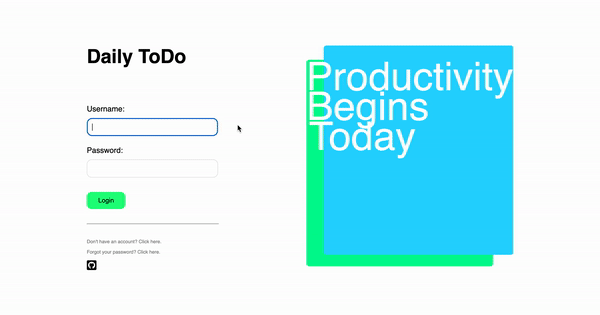 Daily ToDo
Username:
Password:
Login
Don't have an account? Click here.
Forgot your password? Click here.
Productivity
Begins
Today